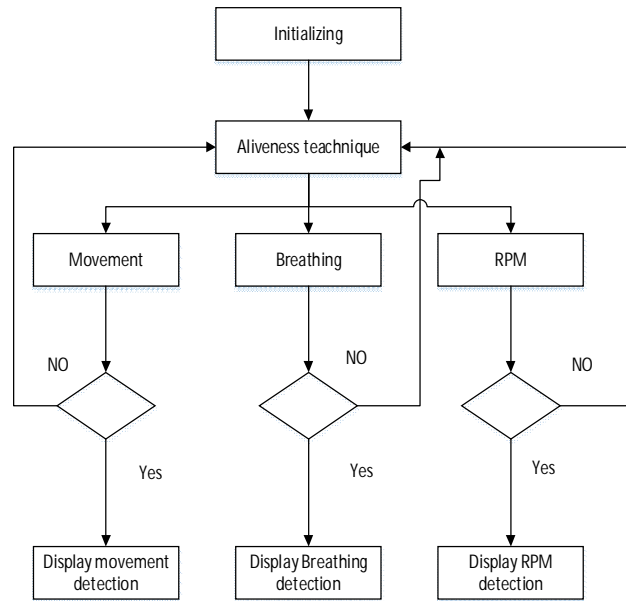 Initializing
Aliveness teachnique
Movement
Breathing
RPM
NO
NO
NO
Yes
Yes
Yes
Display movement
detection
Display Breathing
detection
Display RPM
detection